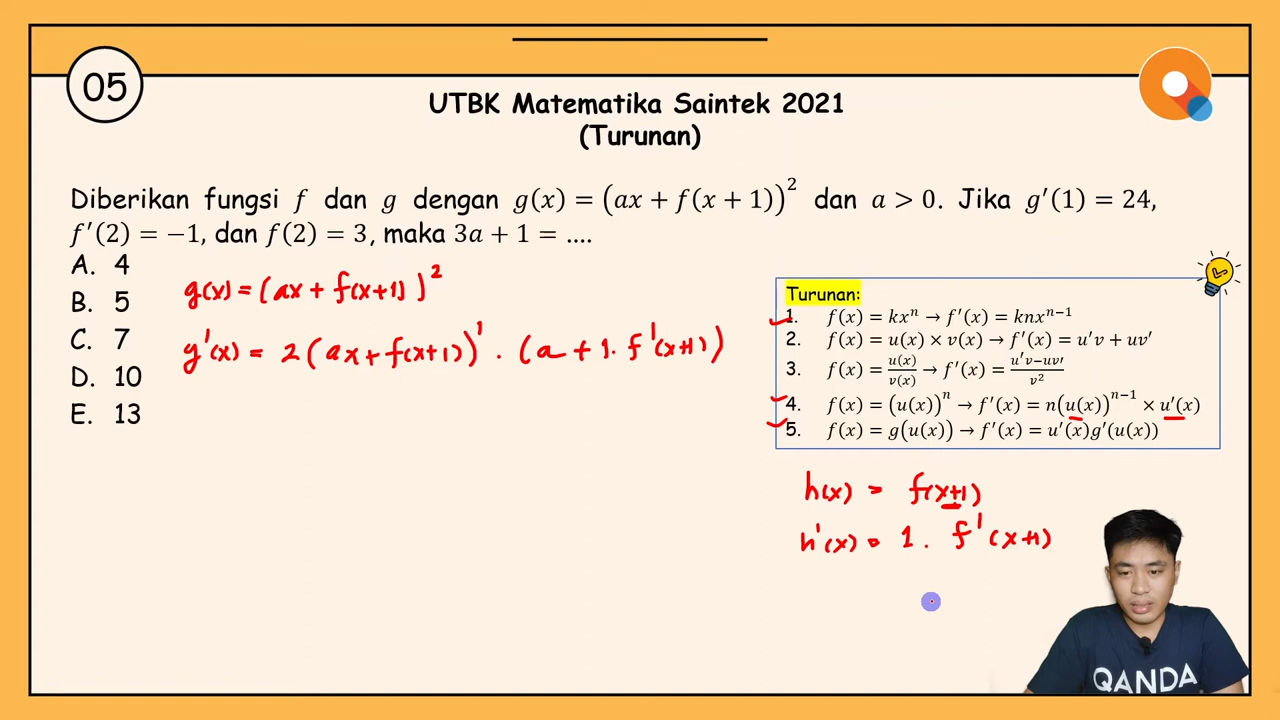 05
UTBK Matematika Saintek 2021
(Turunan)
Diberikan fungsi f dan g dengan g(x) = (ax + f(x + 1))² dan a > 0. Jika g′(1) = 24,
f′(2) = −1, dan f(2) = 3, maka 3a + 1 = ....
A. 4
B. 5
C. 7
D. 10
E. 13
g(x) = (ax + f(x+1))²
g'(x) = 2(ax + f(x+1))¹ . (a + 1. f'(x+1))
Turunan:
1. f(x) = kxⁿ → f′(x) = knxⁿ⁻¹
2. f(x) = u(x) × v(x) → f′(x) = u′v + uv′
3. f(x) = u(x)/v(x) → f′(x) = u′v−uv′/v²
4. f(x) = (u(x))ⁿ → f′(x) = n(u(x))ⁿ⁻¹ × u′(x)
5. f(x) = g(u(x)) → f′(x) = u′(x)g′(u(x))
h(x) = f(x+1)
h'(x) = 1 . f'(x+1)
QANDA